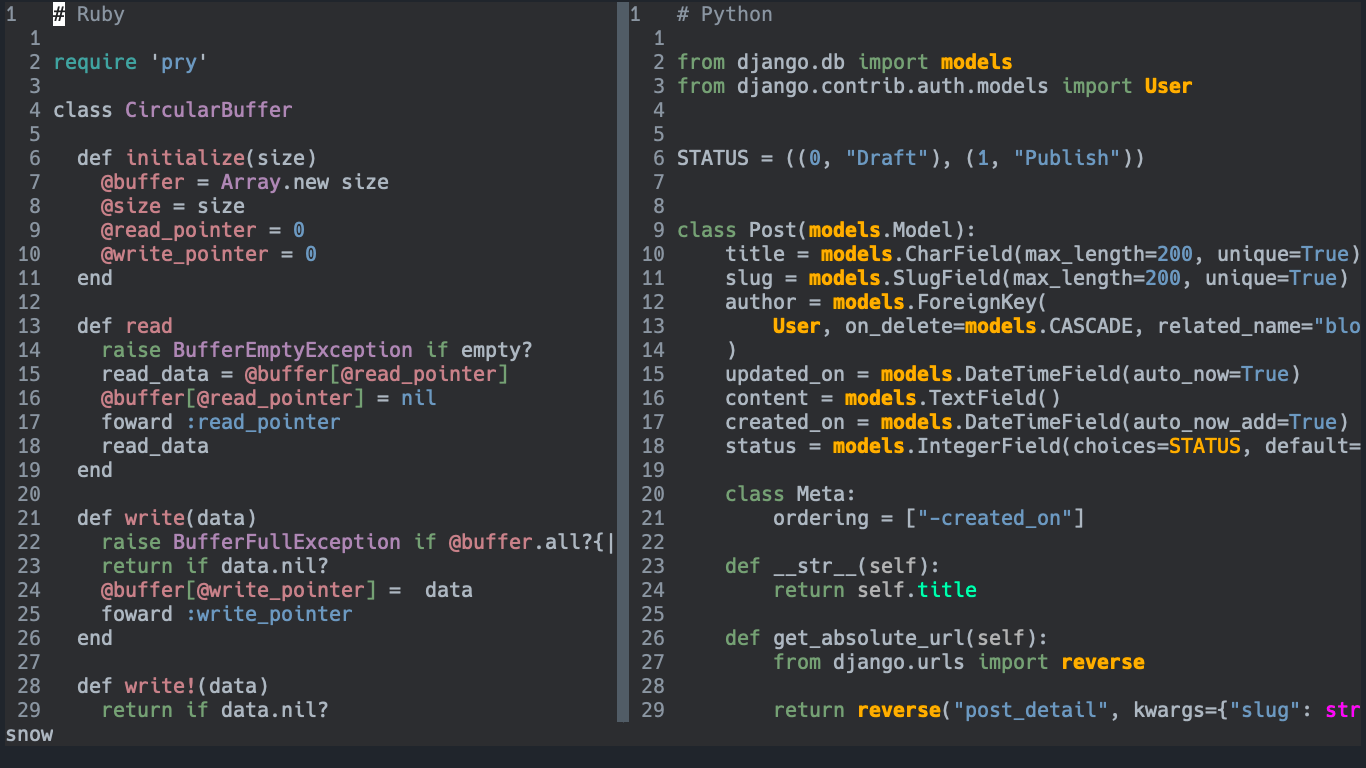 1 # Ruby
1
2 require 'pry'
3
4 class CircularBuffer
5
6 def initialize(size)
7 @buffer = Array.new size
8 @size = size
9 @read_pointer = 0
10 @write_pointer = 0
11 end
12
13 def read
14 raise BufferEmptyException if empty?
15 read_data = @buffer[@read_pointer]
16 @buffer[@read_pointer] = nil
17 foward :read_pointer
18 read_data
19 end
20
21 def write(data)
22 raise BufferFullException if @buffer.all?{|
23 return if data.nil?
24 @buffer[@write_pointer] =  data
25 foward :write_pointer
26 end
27
28 def write!(data)
29 return if data.nil?
1 # Python
1
2 from django.db import models
3 from django.contrib.auth.models import User
4
5
6 STATUS = ((0, "Draft"), (1, "Publish"))
7
8
9 class Post(models.Model):
10 title = models.CharField(max_length=200, unique=True)
11 slug = models.SlugField(max_length=200, unique=True)
12 author = models.ForeignKey(
13 User, on_delete=models.CASCADE, related_name="blo
14 )
15 updated_on = models.DateTimeField(auto_now=True)
16 content = models.TextField()
17 created_on = models.DateTimeField(auto_now_add=True)
18 status = models.IntegerField(choices=STATUS, default=
19
20 class Meta:
21 ordering = ["-created_on"]
22
23 def __str__(self):
24 return self.title
25
26 def get_absolute_url(self):
27 from django.urls import reverse
28
29 return reverse("post_detail", kwargs={"slug": str
snow